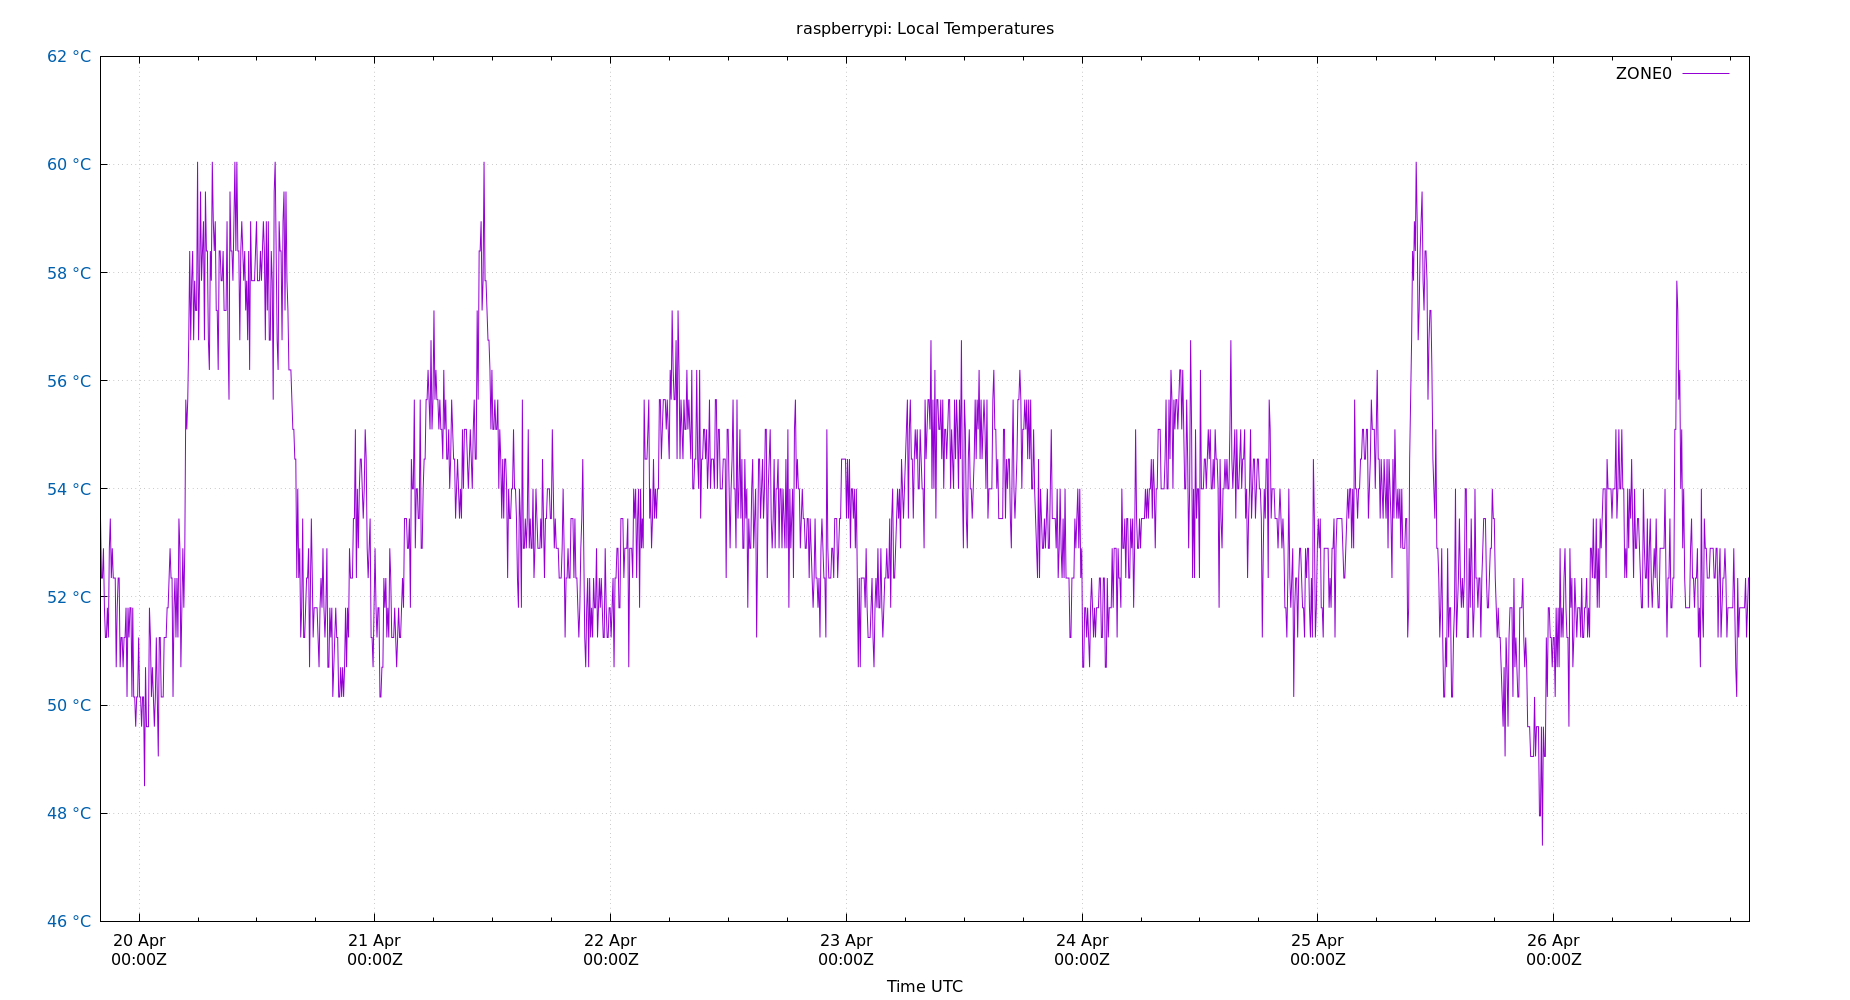 raspberrypi: Local Temperatures
62 °C
ZONE0
60 °C
58 °C
56 °C
54 °C
52 °C
50 °C
48 °C
46 °C
20 Apr 21 Apr 22 Apr 23 Apr 24 Apr 25 Apr 26 Apr
00:00Z 00:00Z 00:00Z 00:00Z 00:00Z 00:00Z 00:00Z
Time UTC